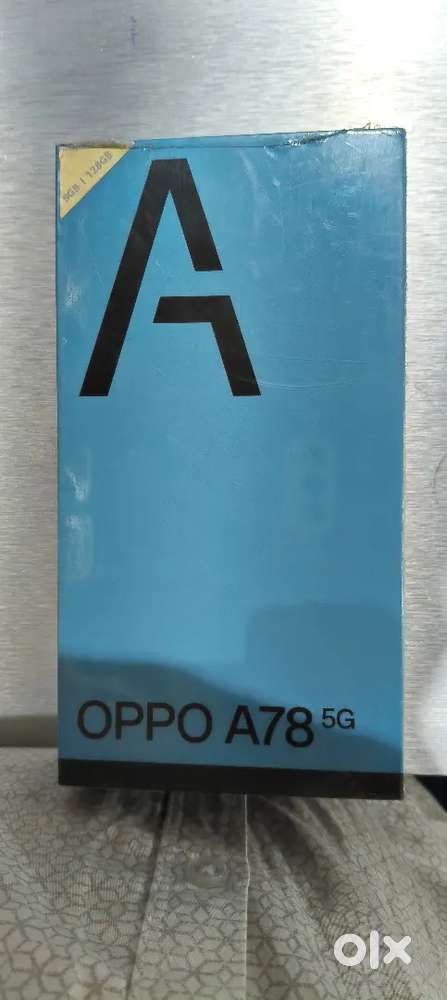 8GB | 128GB
A
OPPO A78 5G
olx